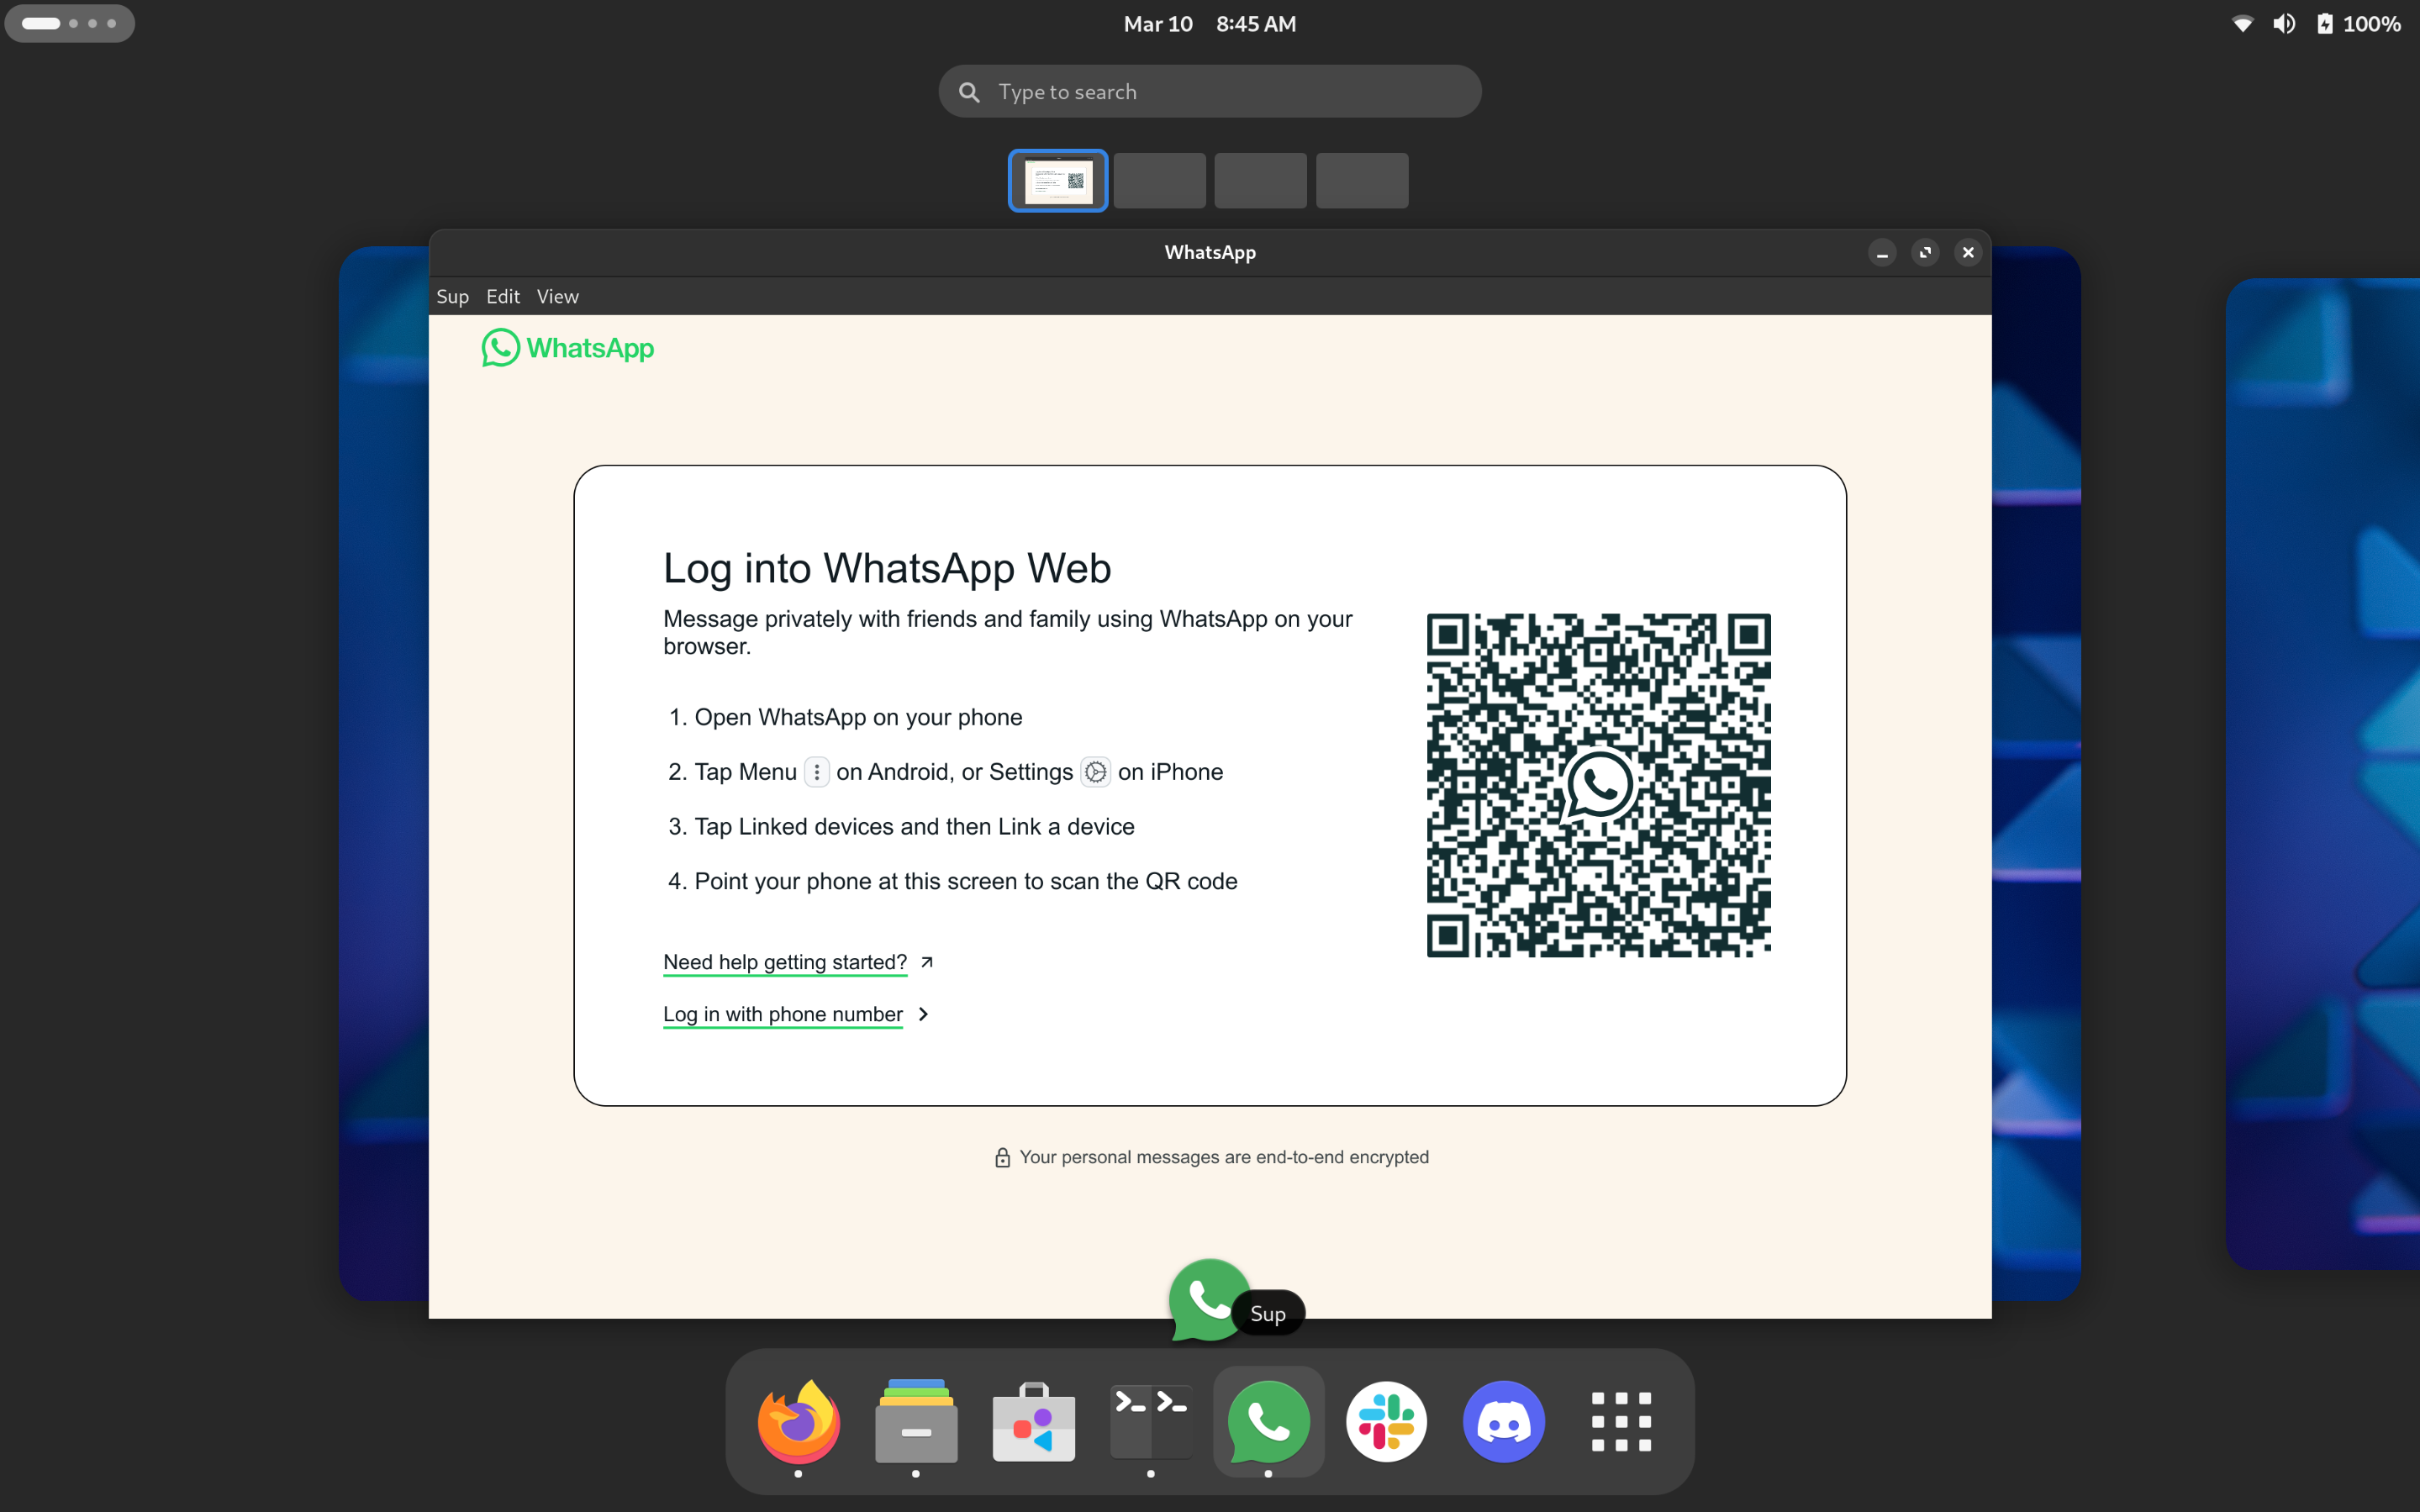 Mar 10 8:45 AM
100%
Type to search
WhatsApp
Sup Edit View
WhatsApp
Log into WhatsApp Web
Message privately with friends and family using WhatsApp on your
browser.
1. Open WhatsApp on your phone
2. Tap Menu on Android, or Settings on iPhone
3. Tap Linked devices and then Link a device
4. Point your phone at this screen to scan the QR code
Need help getting started?
Log in with phone number
Your personal messages are end-to-end encrypted
Sup